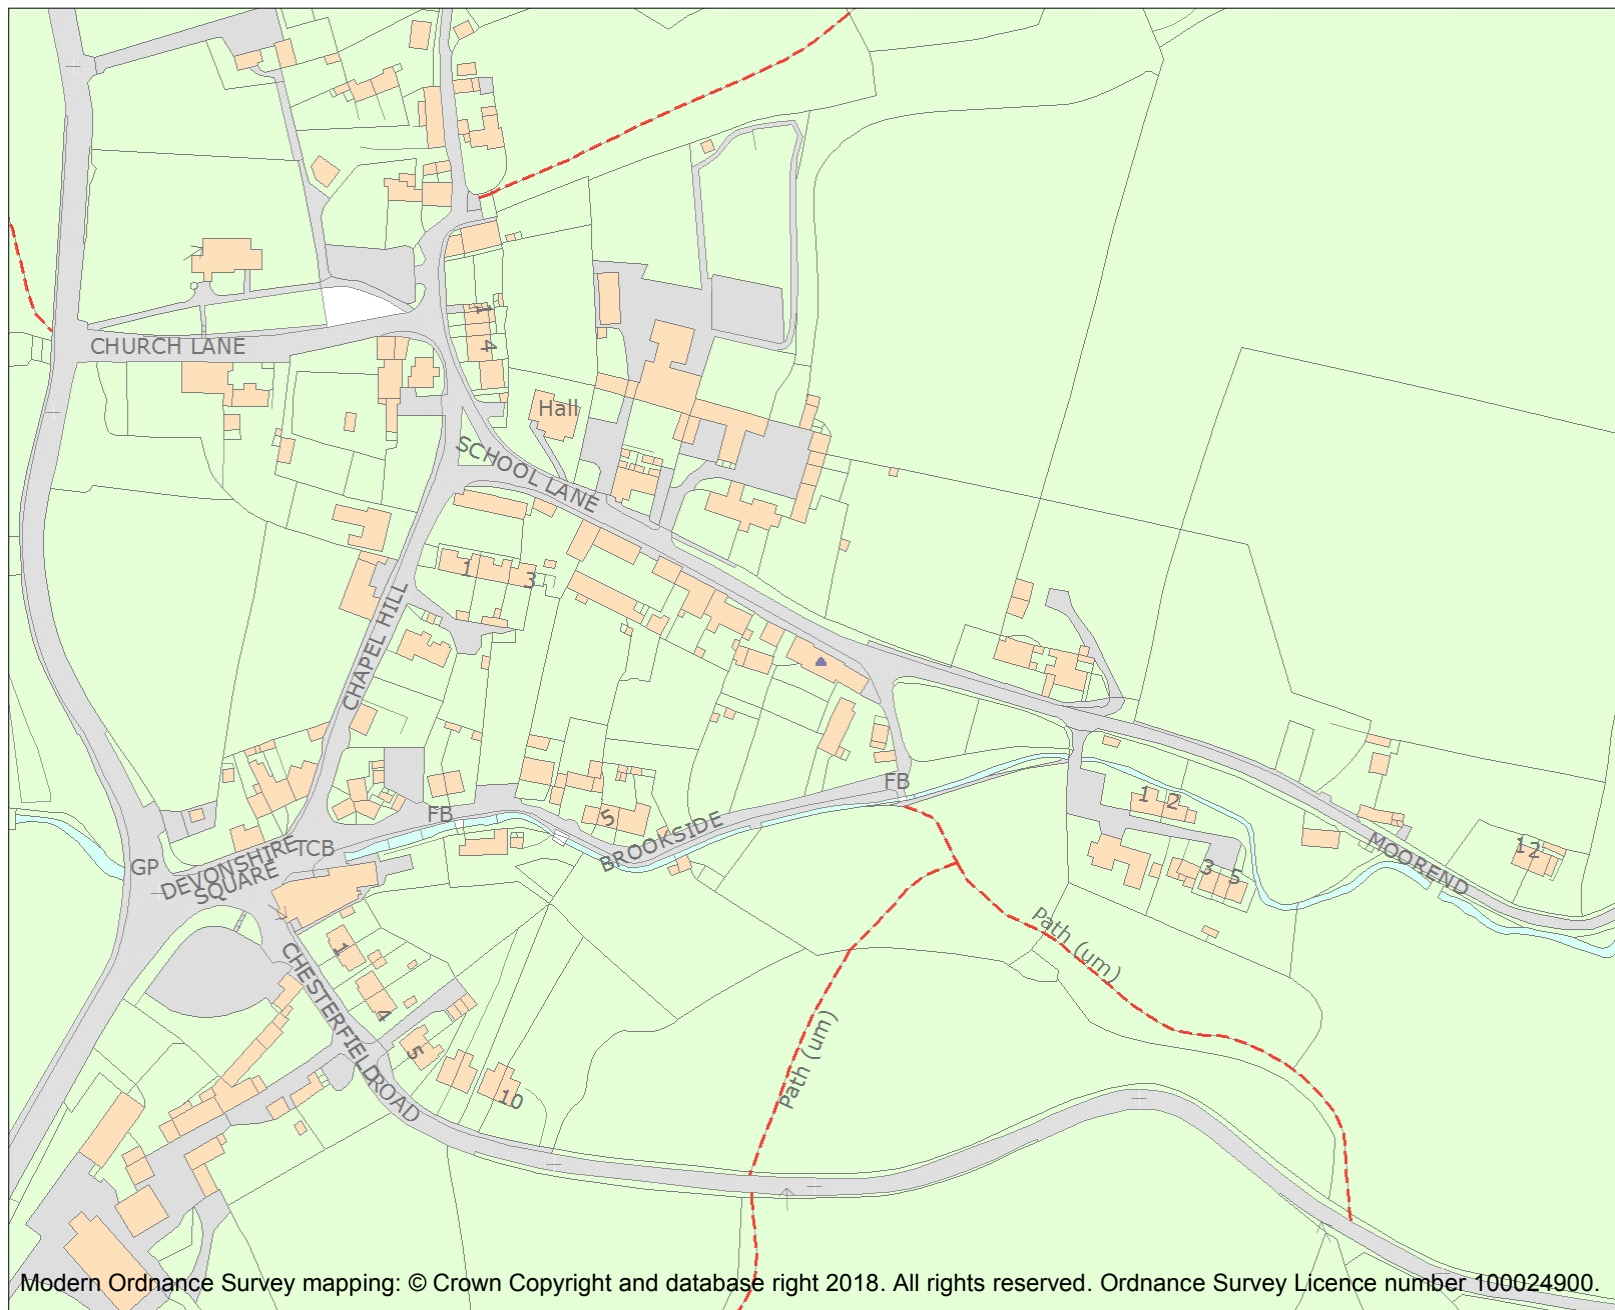 CHURCH LANE
1
4
Hall
SCHOOL LANE
1
3
CHAPEL HILL
FB
FB
5
BROOKSIDE
1
2
MOOREND
12
3
5
GP
DEVONSHIRE
SQUARE
TCB
Path (um)
1
4
CHESTERFIELD ROAD
5
10
Path (um)
Modern Ordnance Survey mapping: © Crown Copyright and database right 2018. All rights reserved. Ordnance Survey Licence number 100024900.